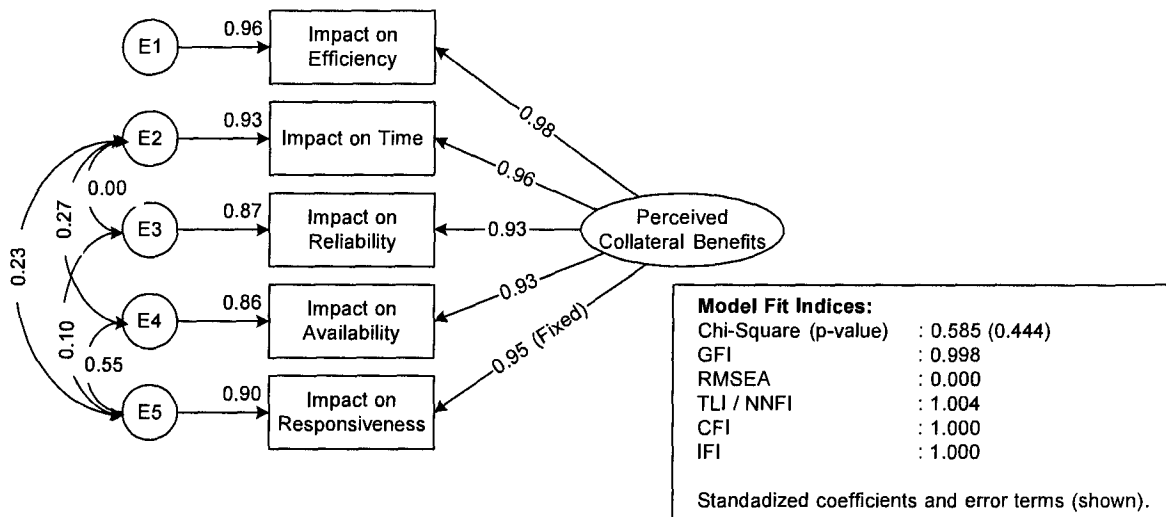 E1
0.96
Impact on
Efficiency
0.98
E2
0.93
Impact on Time
0.96
0.00
0.27
0.23
E3
0.87
Impact on
Reliability
0.93
Perceived
Collateral Benefits
E4
0.86
Impact on
Availability
0.93
0.10
0.55
E5
0.90
Impact on
Responsiveness
0.95 (Fixed)
Model Fit Indices:
Chi-Square (p-value) : 0.585 (0.444)
GFI : 0.998
RMSEA : 0.000
TLI / NNFI : 1.004
CFI : 1.000
IFI : 1.000
Standadized coefficients and error terms (shown).